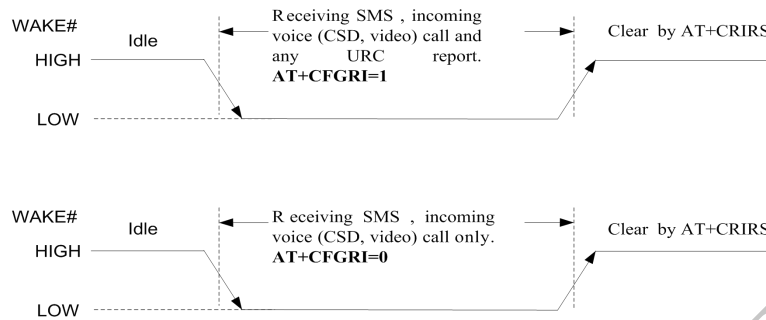 WAKE#
Idle
Receiving SMS , incoming
voice (CSD, video) call and
any URC report.
AT+CFGRI=1
Clear by AT+CRIRS
HIGH
LOW
WAKE#
Idle
R eceiving SMS , incoming
voice (CSD, video) call only.
AT+CFGRI=0
Clear by AT+CRIRS
HIGH
LOW